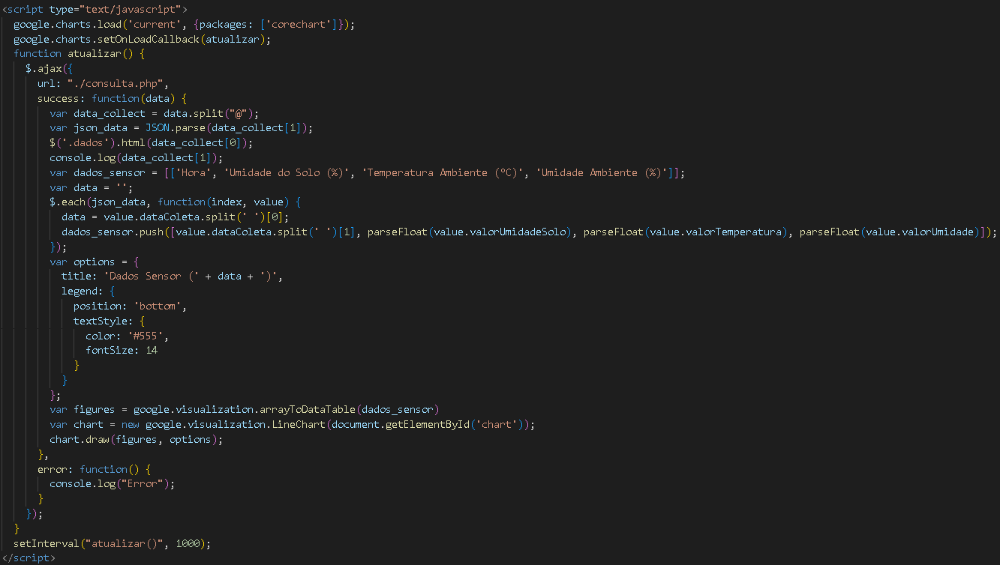 <script type="text/javascript">
google.charts.load('current', {packages: ['corechart']});
google.charts.setOnLoadCallback(atualizar);
function atualizar() {
$.ajax({
url: "./consulta.php",
success: function(data) {
var data_collect = data.split("@");
var json_data = JSON.parse(data_collect[1]);
$('.dados').html(data_collect[0]);
console.log(data_collect[1]);
var dados_sensor = [['Hora', 'Umidade do Solo (%)', 'Temperatura Ambiente (°C)', 'Umidade Ambiente (%)']];
var data = '';
$.each(json_data, function(index, value) {
data = value.dataColeta.split(' ')[0];
dados_sensor.push([value.dataColeta.split(' ')[1], parseFloat(value.valorUmidadeSolo), parseFloat(value.valorTemperatura), parseFloat(value.valorUmidade)]);
});
var options = {
title: 'Dados Sensor (' + data + ')',
legend: {
position: 'bottom',
textStyle: {
color: '#555',
fontSize: 14
}
}
};
var figures = google.visualization.arrayToDataTable(dados_sensor)
var chart = new google.visualization.LineChart(document.getElementById('chart'));
chart.draw(figures, options);
},
error: function() {
console.log("Error");
}
});
}
setInterval("atualizar()", 1000);
</script>